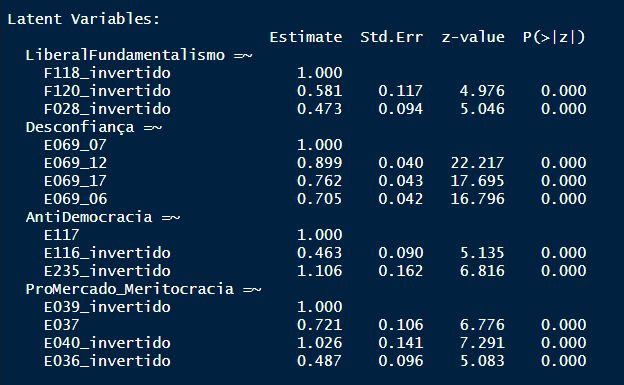 Latent Variables:
                                Estimate  Std.Err  z-value  P(>|z|)
  LiberalFundamentalismo =~
    F118_invertido    1.000
    F120_invertido    0.581    0.117    4.976    0.000
    F028_invertido    0.473    0.094    5.046    0.000
  Desconfiança =~
    E069_07    1.000
    E069_12    0.899    0.040   22.217    0.000
    E069_17    0.762    0.043   17.695    0.000
    E069_06    0.705    0.042   16.796    0.000
  AntiDemocracia =~
    E117    1.000
    E116_invertido    0.463    0.090    5.135    0.000
    E235_invertido    1.106    0.162    6.816    0.000
  ProMercado_Meritocracia =~
    E039_invertido    1.000
    E037    0.721    0.106    6.776    0.000
    E040_invertido    1.026    0.141    7.291    0.000
    E036_invertido    0.487    0.096    5.083    0.000